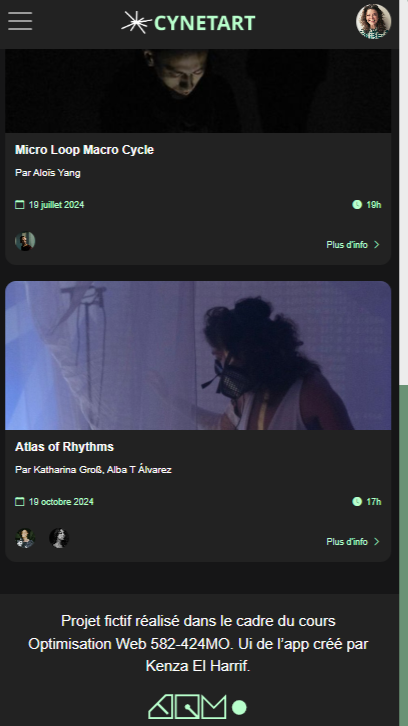 CYNETART
Micro Loop Macro Cycle
Par Aloïs Yang
19 juillet 2024
19h
Plus d'info
Atlas of Rhythms
Par Katharina Groß, Alba T Álvarez
19 octobre 2024
17h
Plus d'info
Projet fictif réalisé dans le cadre du cours
Optimisation Web 582-424MO. Ui de l'app créé par
Kenza El Harrif.